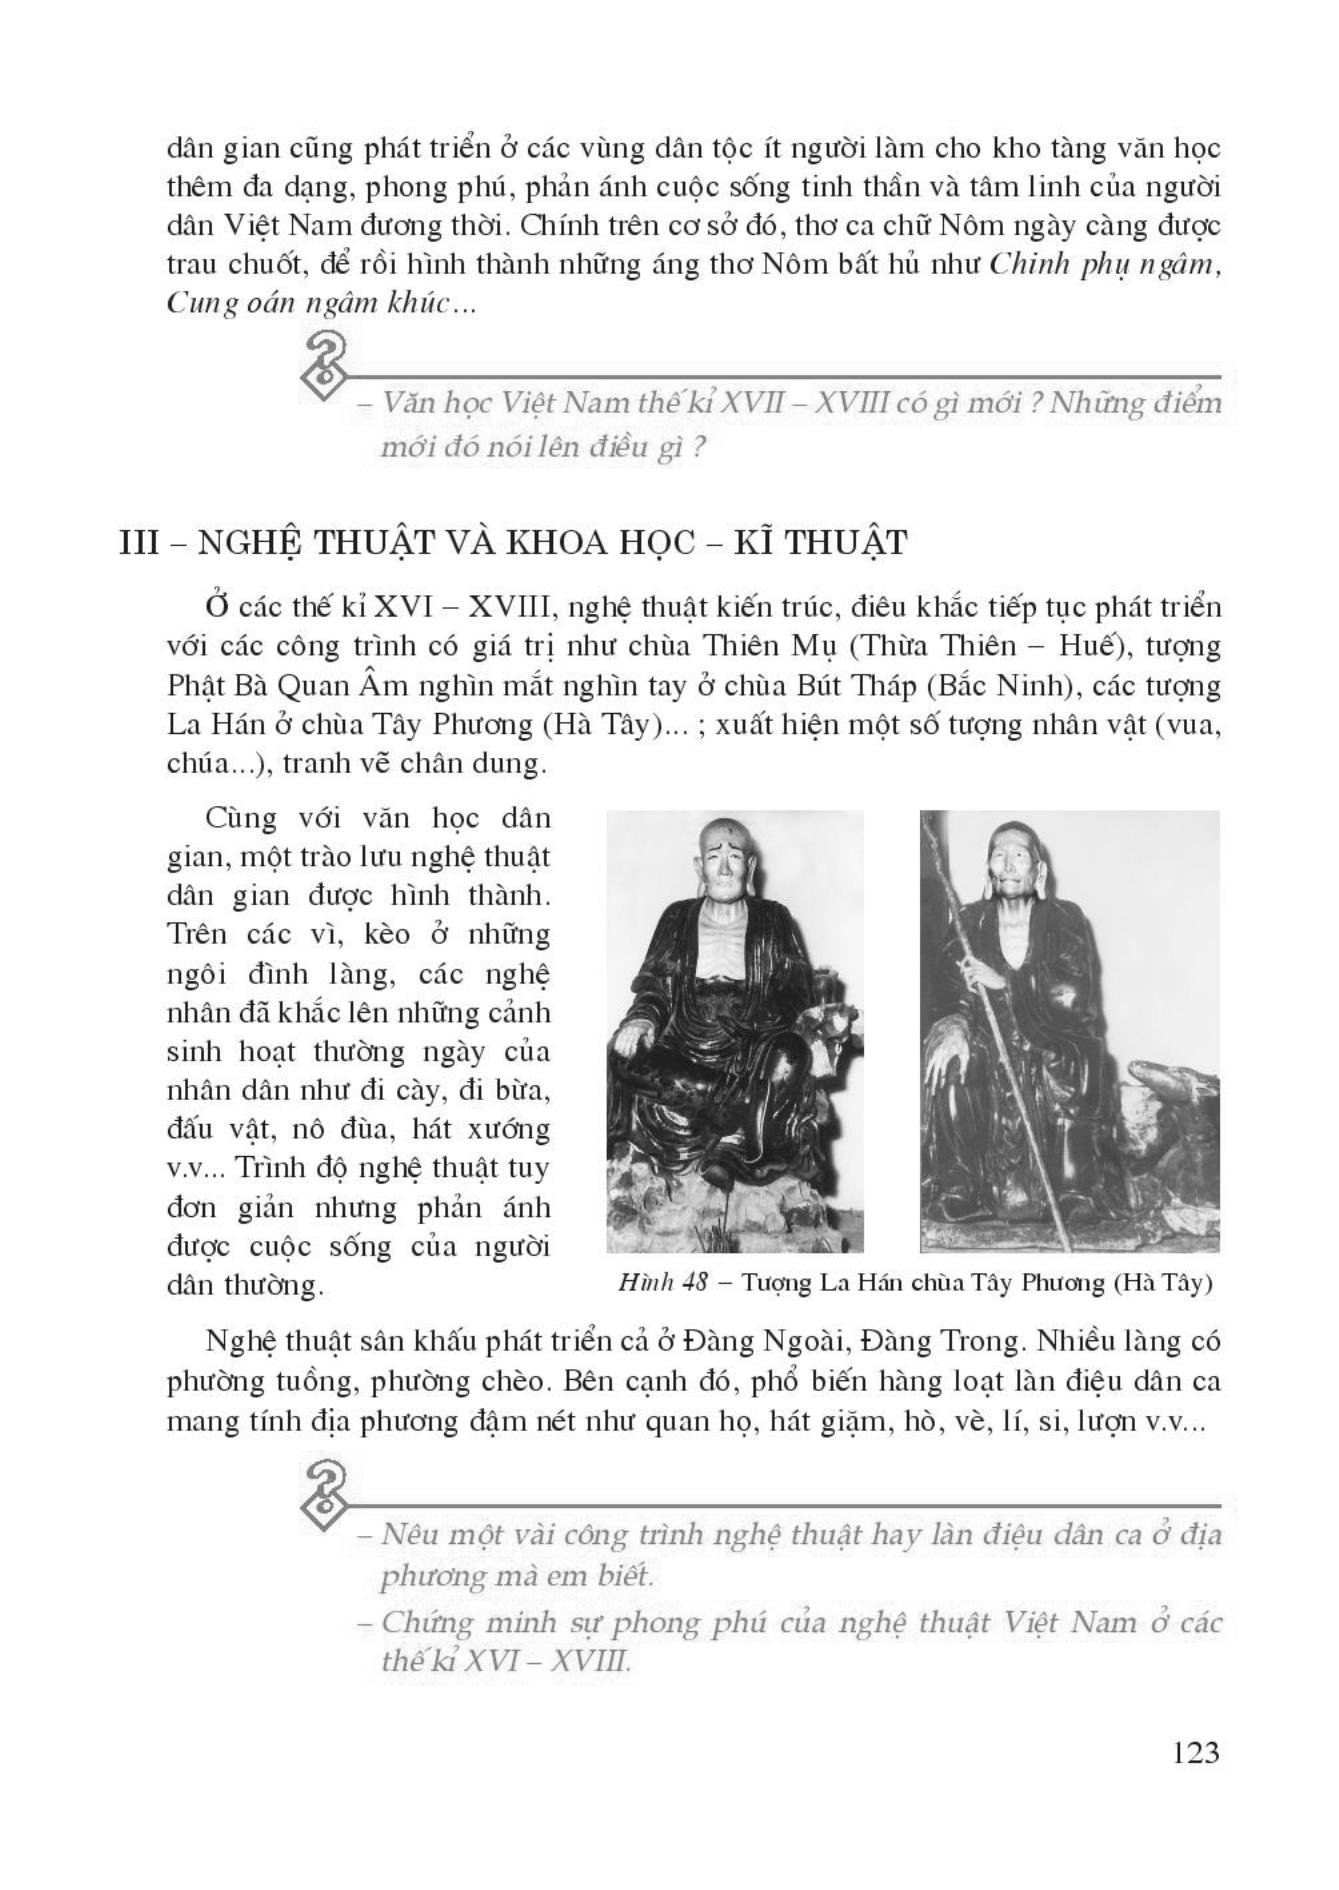 dân gian cũng phát triển ở các vùng dân tộc ít người làm cho kho tàng văn học
thêm đa dạng, phong phú, phản ánh cuộc sống tinh thần và tâm linh của người
dân Việt Nam đương thời. Chính trên cơ sở đó, thơ ca chữ Nôm ngày càng được
trau chuốt, để rồi hình thành những áng thơ Nôm bất hủ như Chinh phụ ngâm,
Cung oán ngâm khúc...
– Văn học Việt Nam thế kỉ XVII – XVIII có gì mới ? Những điểm
mới đó nói lên điều gì ?
III – NGHỆ THUẬT VÀ KHOA HỌC – KĨ THUẬT
Ở các thế kỉ XVI – XVIII, nghệ thuật kiến trúc, điêu khắc tiếp tục phát triển
với các công trình có giá trị như chùa Thiên Mụ (Thừa Thiên – Huế), tượng
Phật Bà Quan Âm nghìn mắt nghìn tay ở chùa Bút Tháp (Bắc Ninh), các tượng
La Hán ở chùa Tây Phương (Hà Tây)... ; xuất hiện một số tượng nhân vật (vua,
chúa...), tranh vẽ chân dung.
Cùng với văn học dân
gian, một trào lưu nghệ thuật
dân gian được hình thành.
Trên các vì, kèo ở những
ngôi đình làng, các nghệ
nhân đã khắc lên những cảnh
sinh hoạt thường ngày của
nhân dân như đi cày, đi bừa,
đấu vật, nô đùa, hát xướng
v.v... Trình độ nghệ thuật tuy
đơn giản nhưng phản ánh
được cuộc sống của người
dân thường.
Hình 48 – Tượng La Hán chùa Tây Phương (Hà Tây)
Nghệ thuật sân khấu phát triển cả ở Đàng Ngoài, Đàng Trong. Nhiều làng có
phường tuồng, phường chèo. Bên cạnh đó, phổ biến hàng loạt làn điệu dân ca
mang tính địa phương đậm nét như quan họ, hát giặm, hò, vè, lí, si, lượn v.v...
– Nêu một vài công trình nghệ thuật hay làn điệu dân ca ở địa
phương mà em biết.
– Chứng minh sự phong phú của nghệ thuật Việt Nam ở các
thế kỉ XVI – XVIII.
123